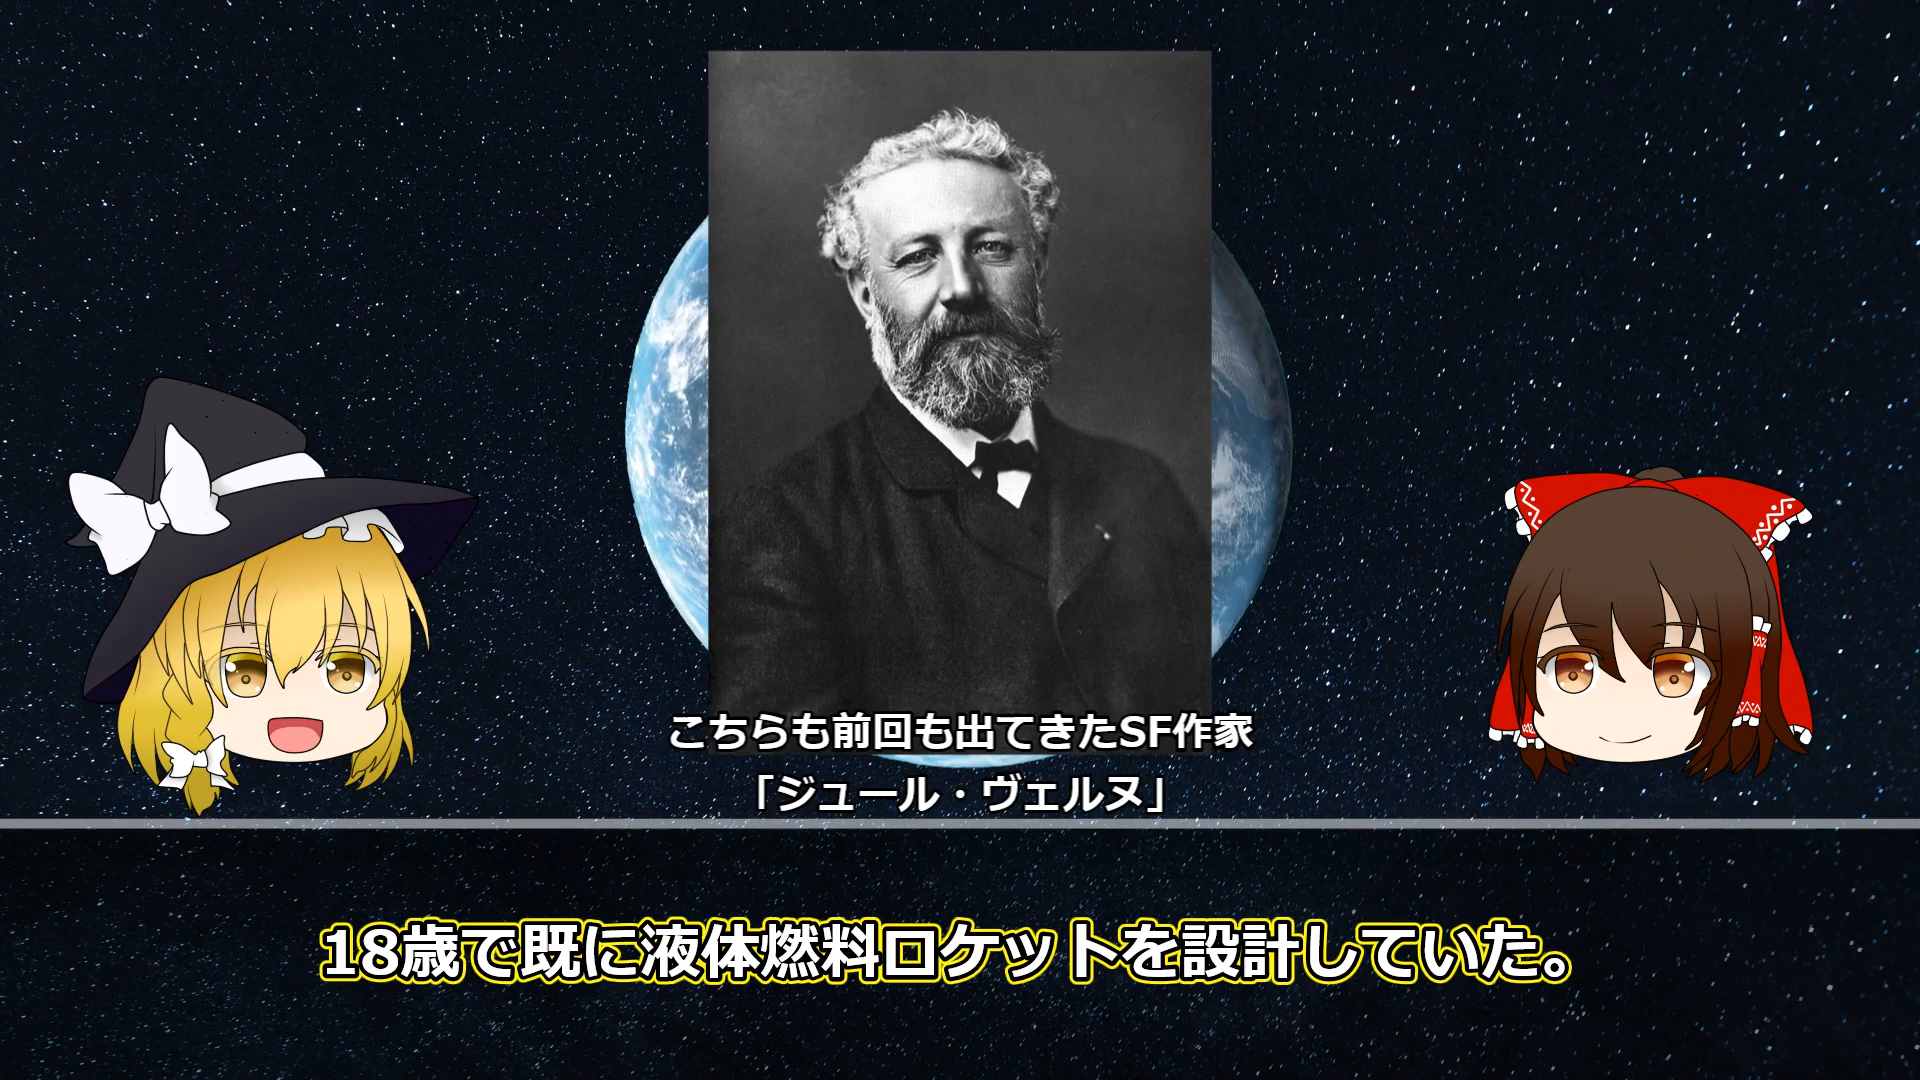 こちらも前回も出てきたSF作家
「ジュール・ヴェルヌ」
18歳で既に液体燃料ロケットを設計していた。